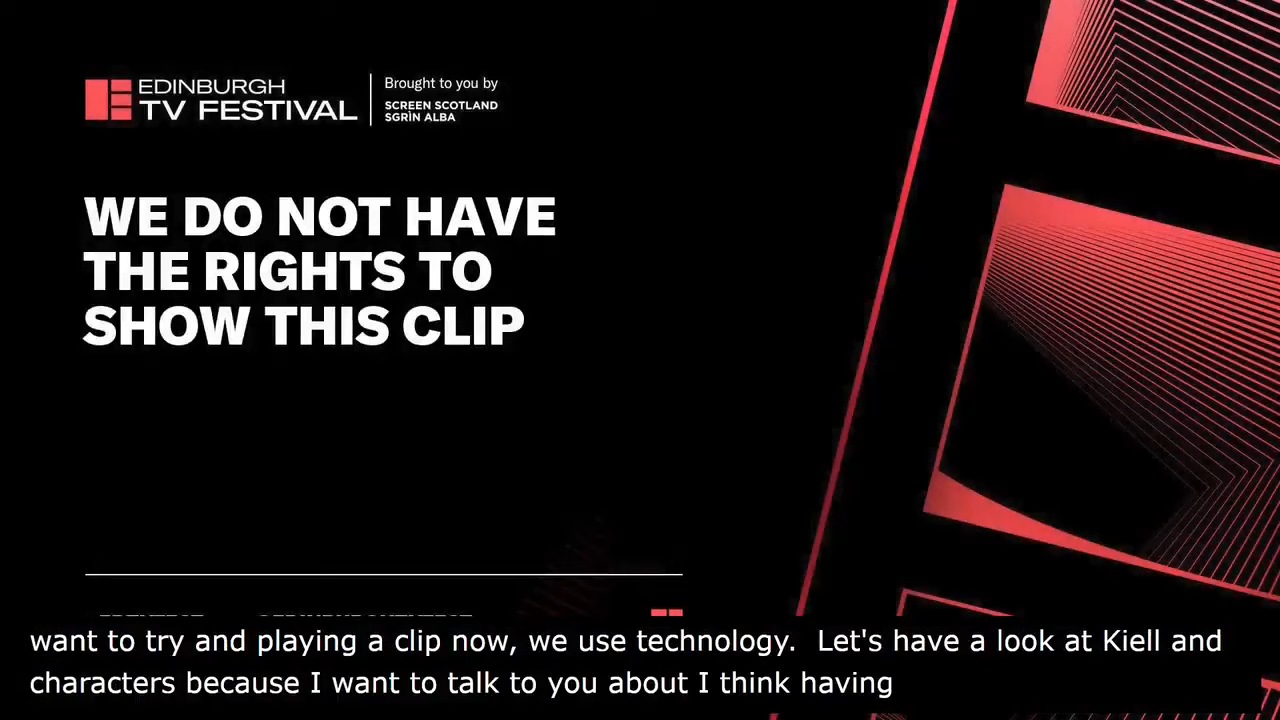 EDINBURGH
TV FESTIVAL
Brought to you by
SCREEN SCOTLAND
SGRÌN ALBA
WE DO NOT HAVE
THE RIGHTS TO
SHOW THIS CLIP
want to try and playing a clip now, we use technology.  Let's have a look at Kiell and
characters because I want to talk to you about I think having